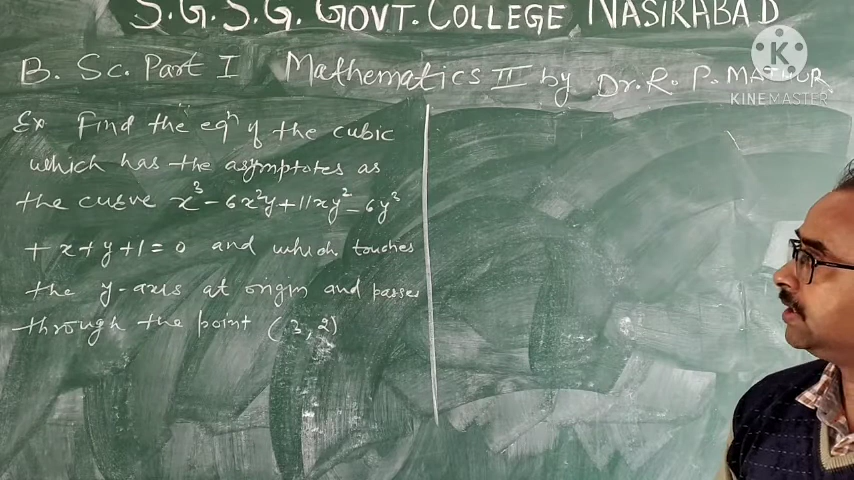 S.G.S.G. GOVT. COLLEGE NASIRABAD
B. Sc. Part I Mathematics II by Dr. R. P. MATHUR
K
KINEMASTER
Ex Find the eqⁿ of the cubic
which has the asymptotes as
the curve x³ - 6x²y + 11xy² - 6y³
+ x + y + 1 = 0 and which touches
the y-axis at origin and passes
through the point (3, 2)